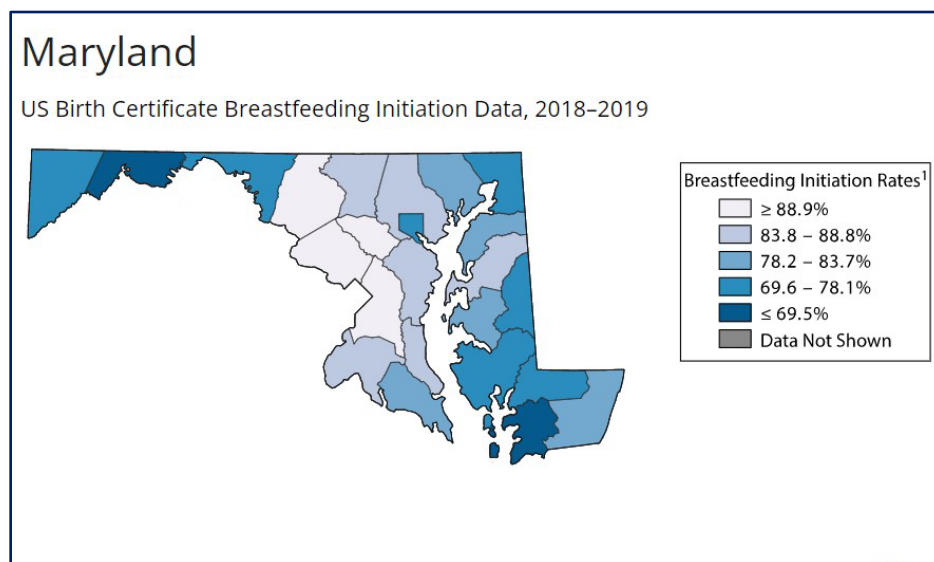 Maryland
US Birth Certificate Breastfeeding Initiation Data, 2018–2019
Breastfeeding Initiation Rates¹
≥ 88.9%
83.8 – 88.8%
78.2 – 83.7%
69.6 – 78.1%
≤ 69.5%
Data Not Shown